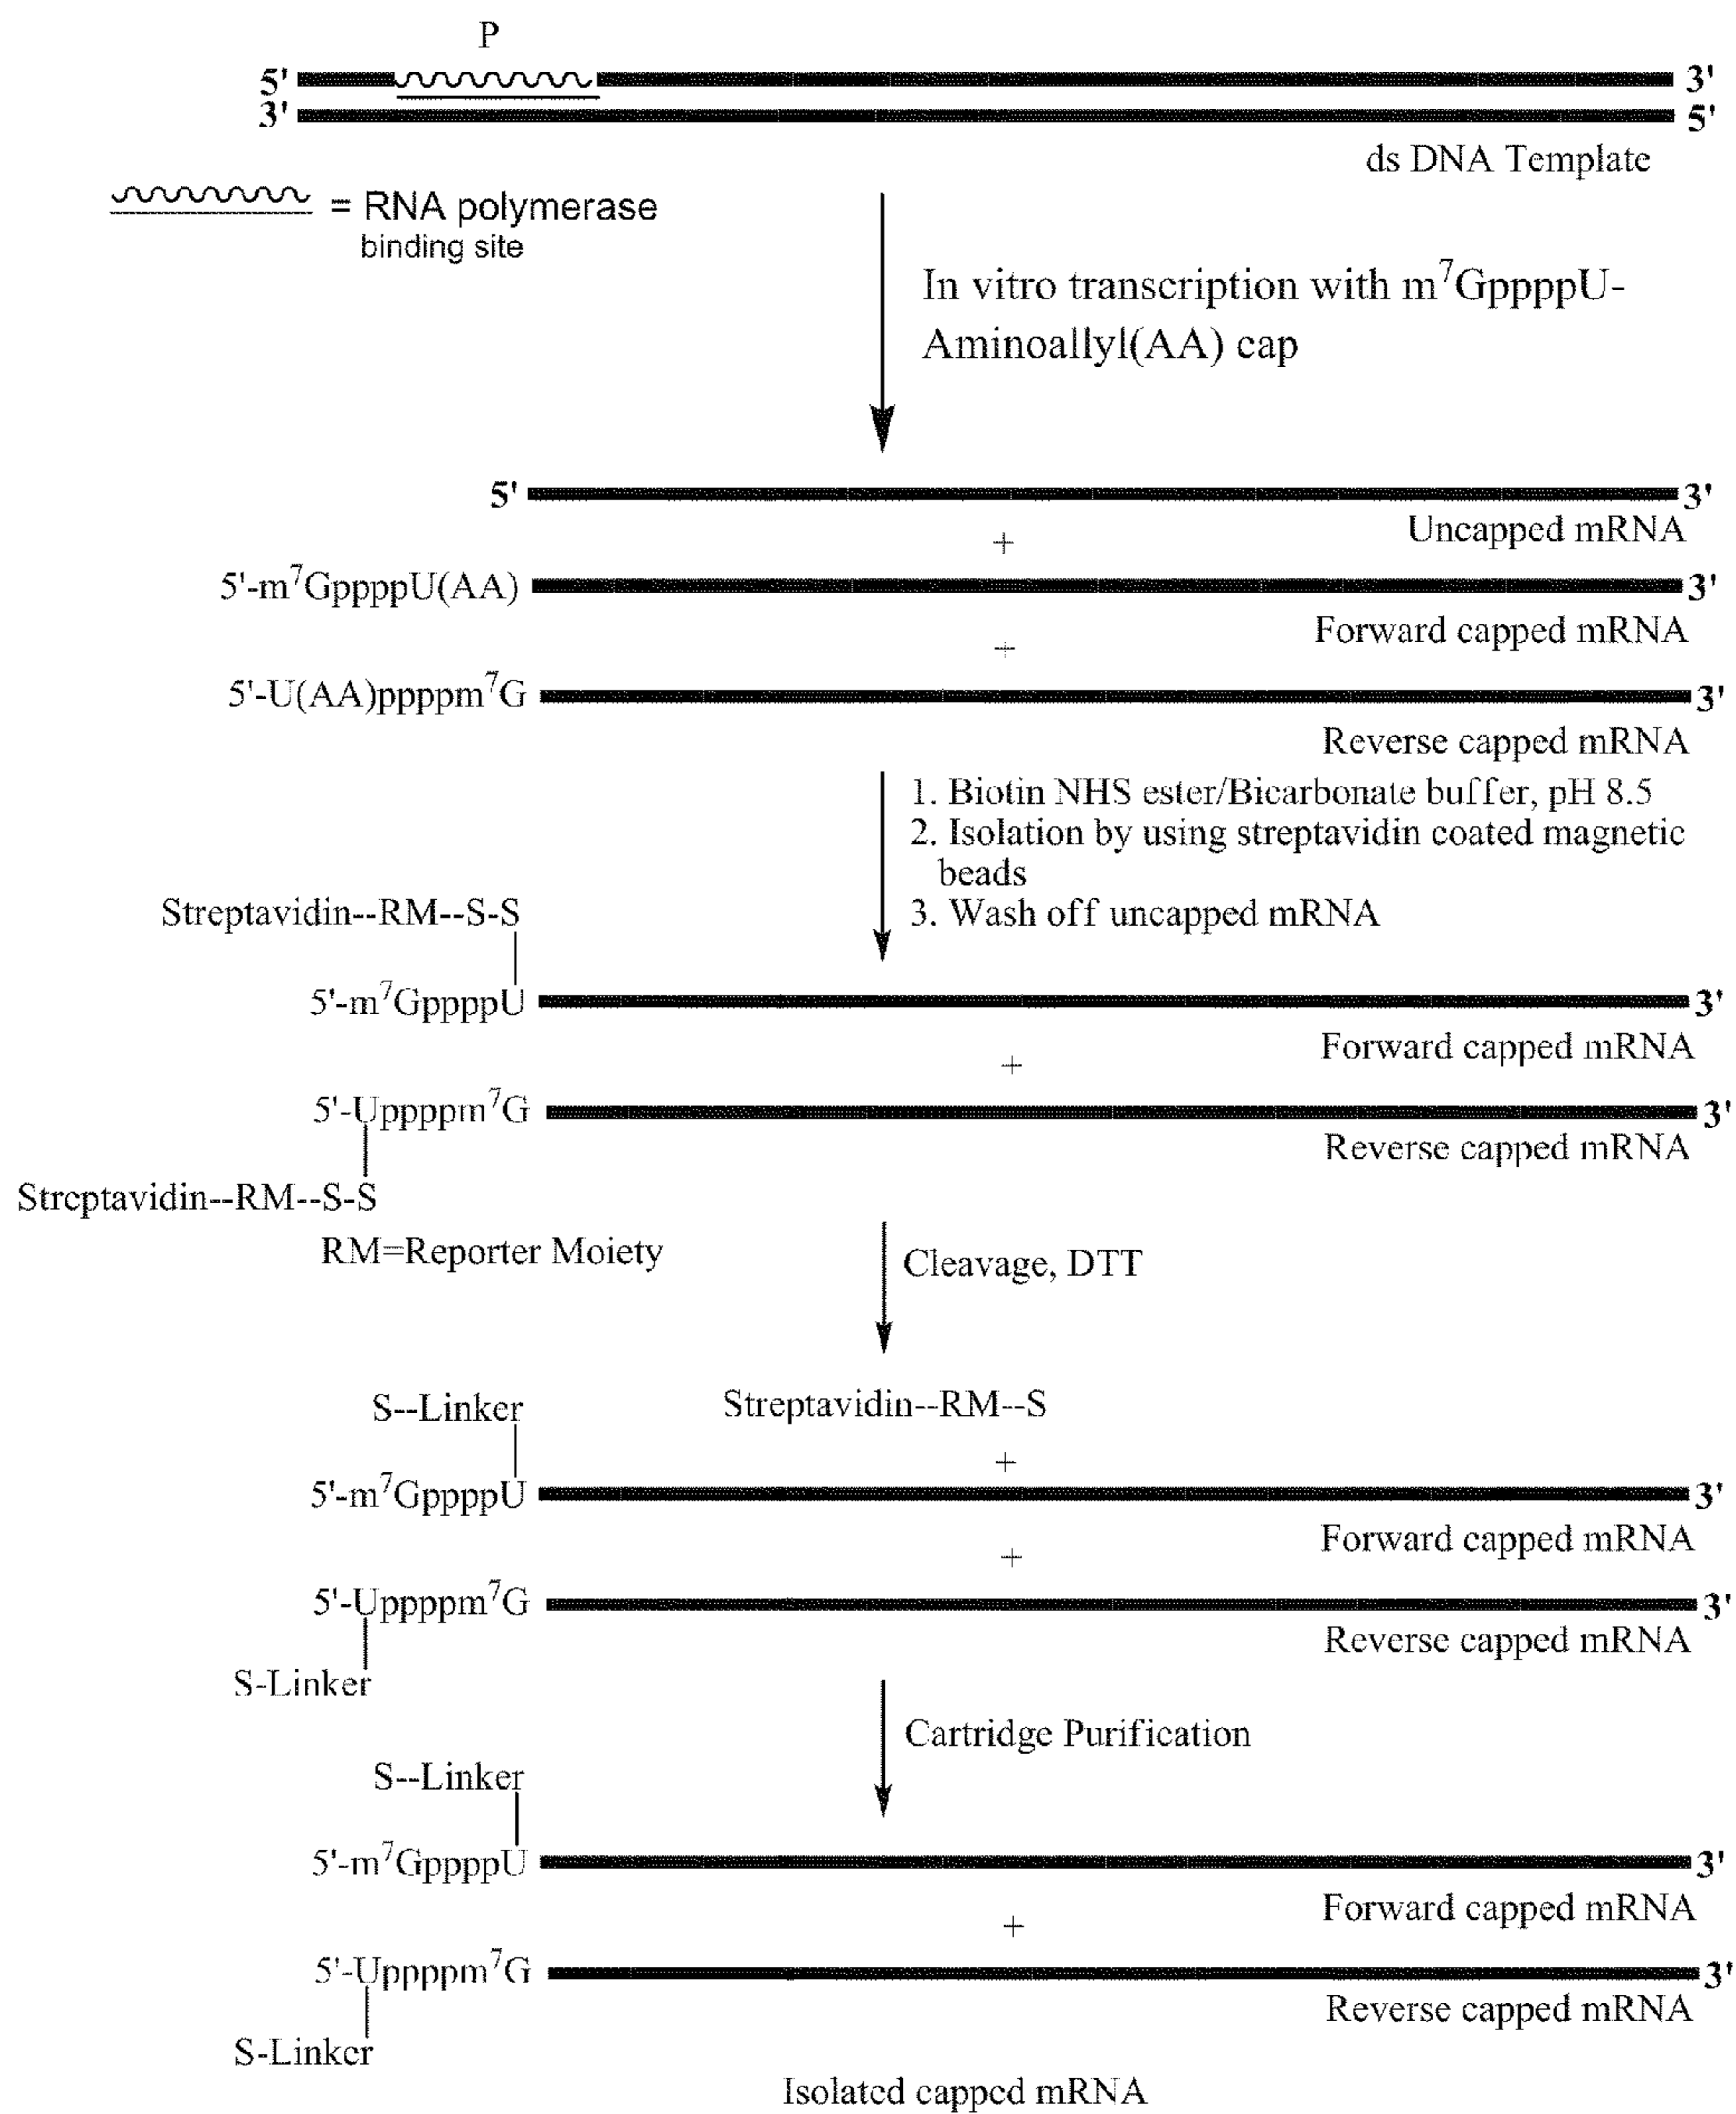 P
5' 3'
3' 5'
ds DNA Template
= RNA polymerase
binding site
In vitro transcription with m⁷GppppU-
Aminoallyl(AA) cap
5' 3'
Uncapped mRNA
+
5'-m⁷GppppU(AA) 3'
Forward capped mRNA
+
5'-U(AA)ppppm⁷G 3'
Reverse capped mRNA
1. Biotin NHS ester/Bicarbonate buffer, pH 8.5
2. Isolation by using streptavidin coated magnetic
beads
3. Wash off uncapped mRNA
Streptavidin--RM--S-S
5'-m⁷GppppU 3'
Forward capped mRNA
+
5'-Uppppm⁷G 3'
Reverse capped mRNA
Streptavidin--RM--S-S
RM=Reporter Moiety
Cleavage, DTT
S--Linker Streptavidin--RM--S
+
5'-m⁷GppppU 3'
Forward capped mRNA
+
5'-Uppppm⁷G 3'
Reverse capped mRNA
S-Linker
Cartridge Purification
S--Linker
5'-m⁷GppppU 3'
Forward capped mRNA
+
5'-Uppppm⁷G 3'
Reverse capped mRNA
S-Linker
Isolated capped mRNA